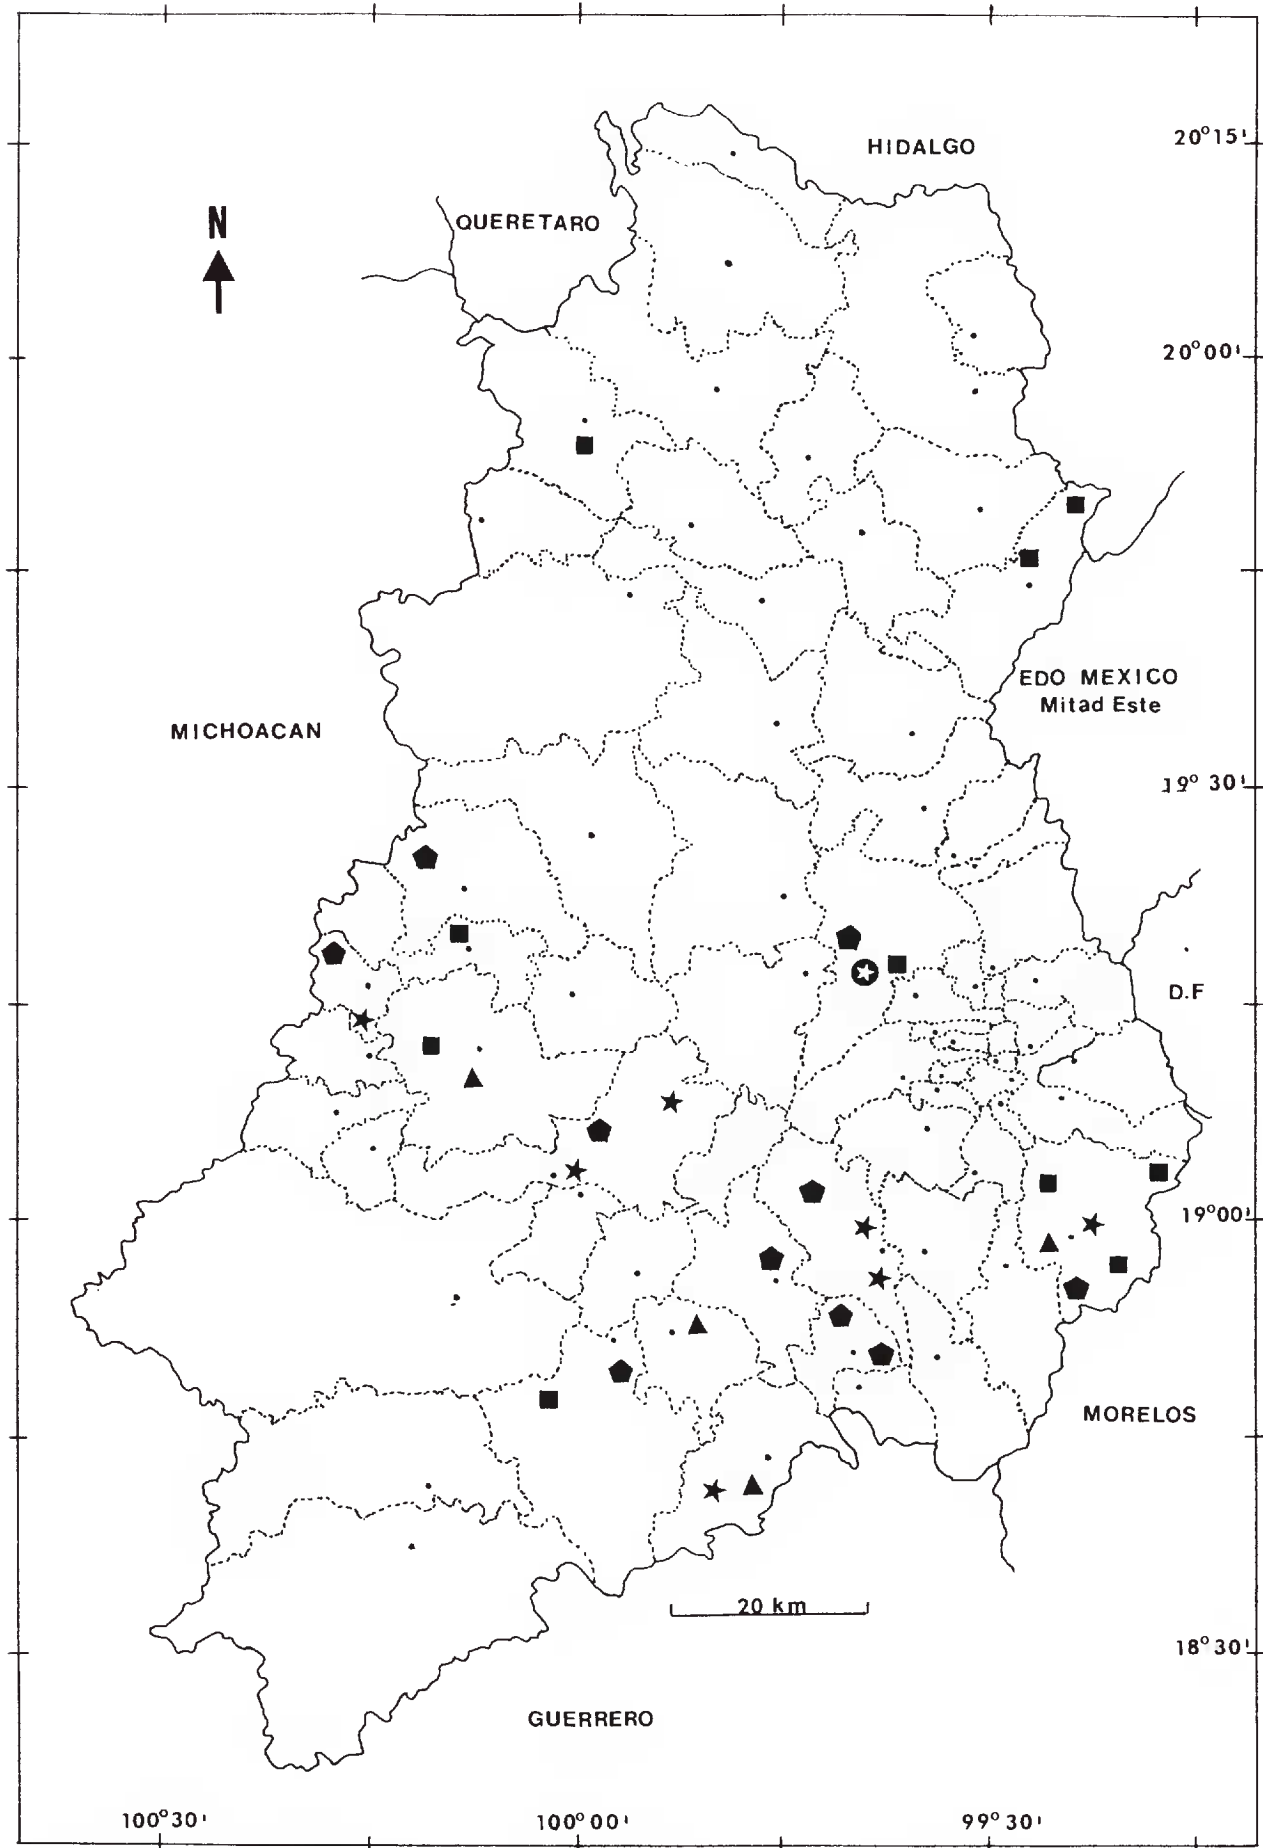 20°15'
HIDALGO
N
QUERETARO
20°00'
EDO MEXICO
Mitad Este
MICHOACAN
19°30'
D.F
19°00'
MORELOS
20 km
18°30'
GUERRERO
100°30'
100°00'
99°30'